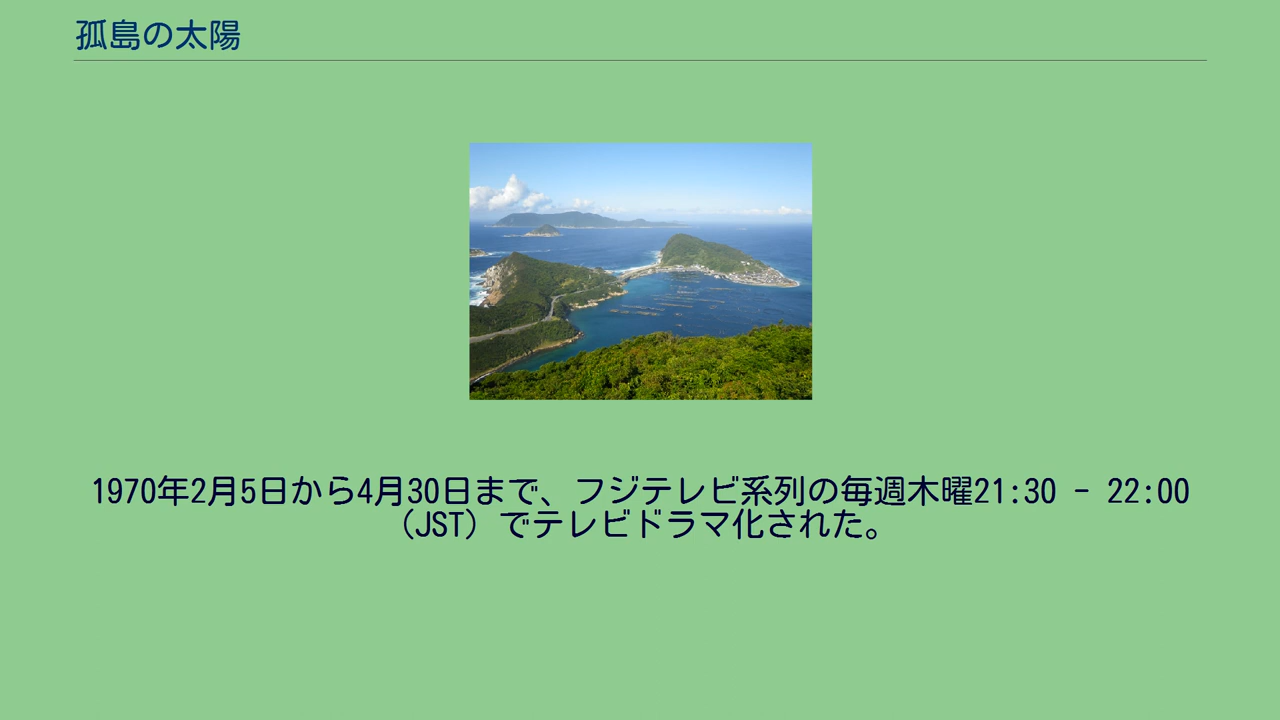 孤島の太陽
1970年2月5日から4月30日まで、フジテレビ系列の毎週木曜21:30 - 22:00
（JST）でテレビドラマ化された。